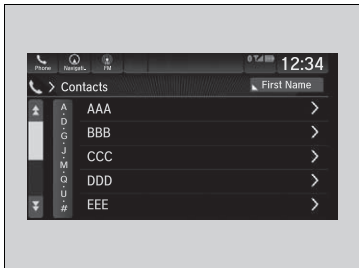 Phone Navigati.. FM 12:34
Contacts First Name
A
D
G
J
M
Q
U
#
AAA
BBB
CCC
DDD
EEE